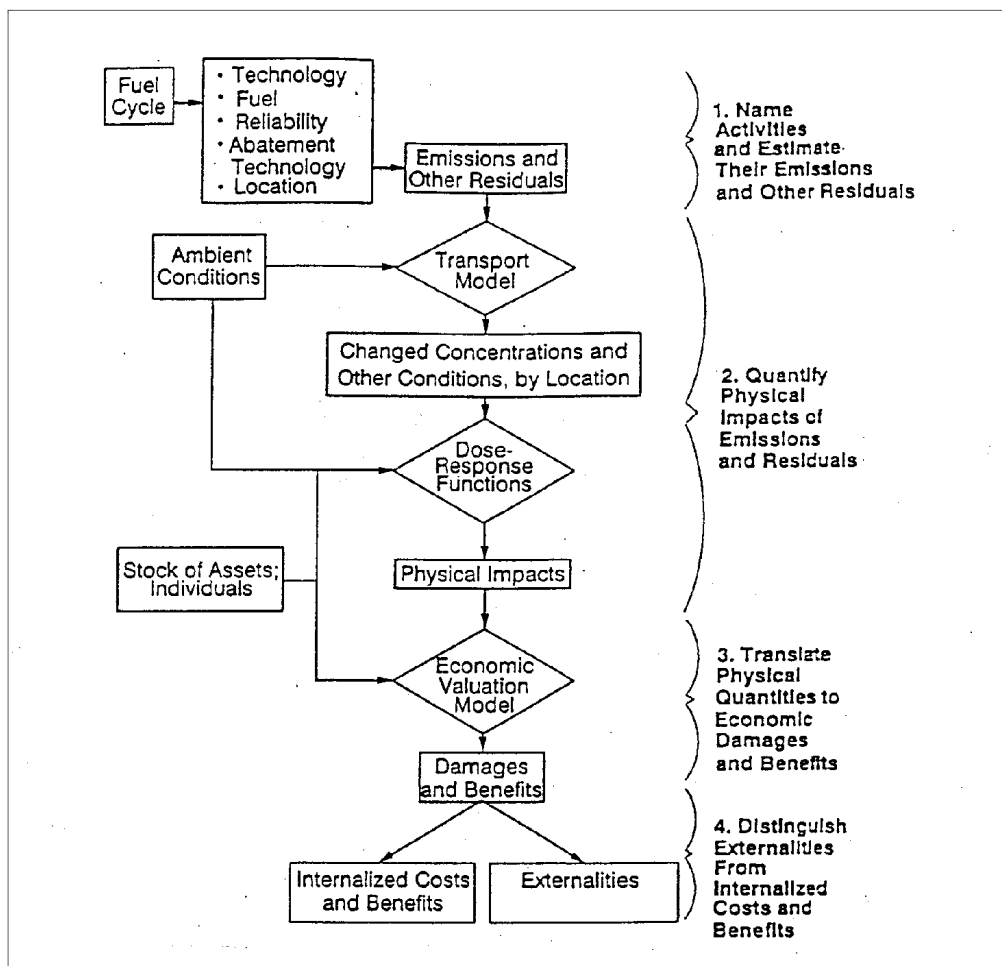 Fuel
Cycle
• Technology
• Fuel
• Reliability
• Abatement
Technology
• Location
Emissions and
Other Residuals
1. Name
Activities
and Estimate
Their Emissions
and Other Residuals
Ambient
Conditions
Transport
Model
Changed Concentrations and
Other Conditions, by Location
2. Quantify
Physical
Impacts of
Emissions
and Residuals
Dose-
Response
Functions
Stock of Assets;
Individuals
Physical Impacts
Economic
Valuation
Model
3. Translate
Physical
Quantities to
Economic
Damages
and Benefits
Damages
and Benefits
4. Distinguish
Externalities
From
Internalized
Costs and
Benefits
Internalized Costs
and Benefits
Externalities